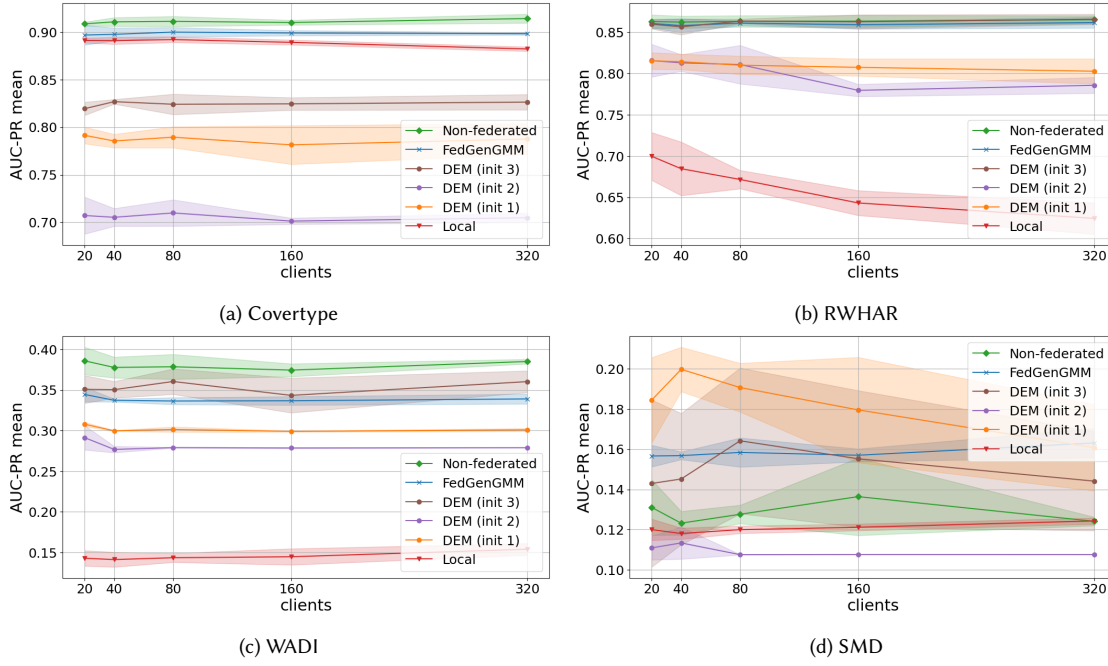 AUC-PR mean
0.90
0.85
0.80
0.75
0.70
Non-federated
FedGenGMM
DEM (init 3)
DEM (init 2)
DEM (init 1)
Local
20 40 80 160 320
clients
(a) Covertype
AUC-PR mean
0.85
0.80
0.75
0.70
0.65
0.60
Non-federated
FedGenGMM
DEM (init 3)
DEM (init 2)
DEM (init 1)
Local
20 40 80 160 320
clients
(b) RWHAR
AUC-PR mean
0.40
0.35
0.30
0.25
0.20
0.15
Non-federated
FedGenGMM
DEM (init 3)
DEM (init 2)
DEM (init 1)
Local
20 40 80 160 320
clients
(c) WADI
AUC-PR mean
0.20
0.18
0.16
0.14
0.12
0.10
Non-federated
FedGenGMM
DEM (init 3)
DEM (init 2)
DEM (init 1)
Local
20 40 80 160 320
clients
(d) SMD